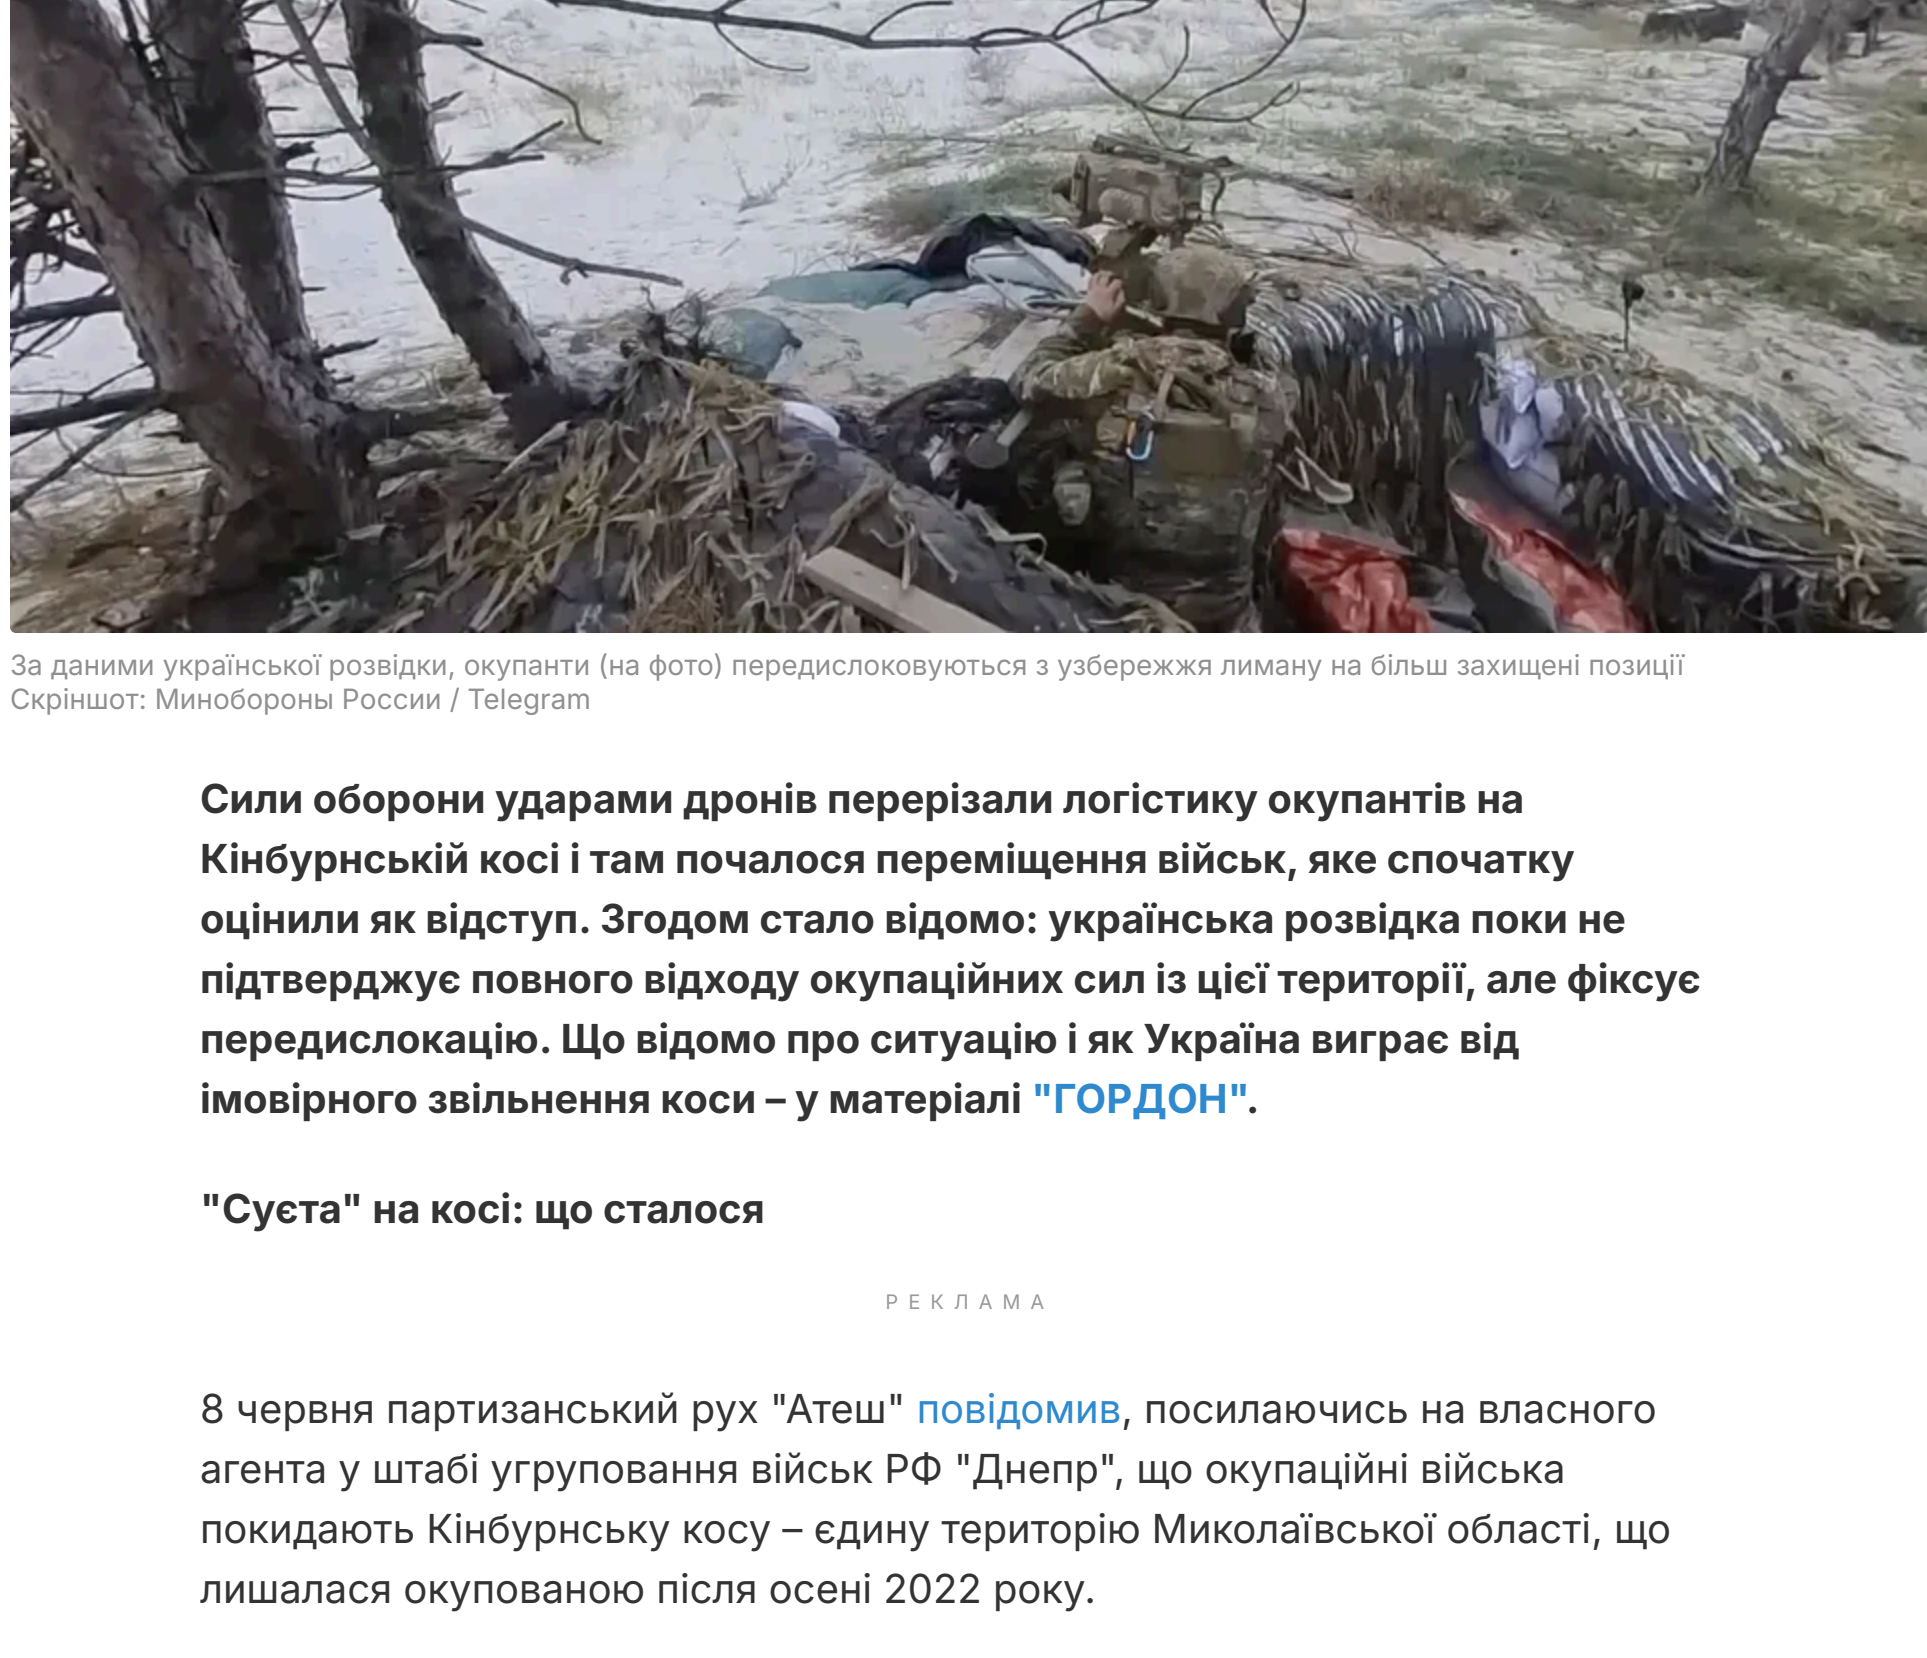 За даними української розвідки, окупанти (на фото) передислоковуються з узбережжя лиману на більш захищені позиції
Скріншот: Минобороны России / Telegram
Сили оборони ударами дронів перерізали логістику окупантів на
Кінбурнській косі і там почалося переміщення військ, яке спочатку
оцінили як відступ. Згодом стало відомо: українська розвідка поки не
підтверджує повного відходу окупаційних сил із цієї території, але фіксує
передислокацію. Що відомо про ситуацію і як Україна виграє від
імовірного звільнення коси – у матеріалі "ГОРДОН".
"Суєта" на косі: що сталося
РЕКЛАМА
8 червня партизанський рух "Атеш" повідомив, посилаючись на власного
агента у штабі угруповання військ РФ "Днепр", що окупаційні війська
покидають Кінбурнську косу – єдину територію Миколаївської області, що
лишалася окупованою після осені 2022 року.